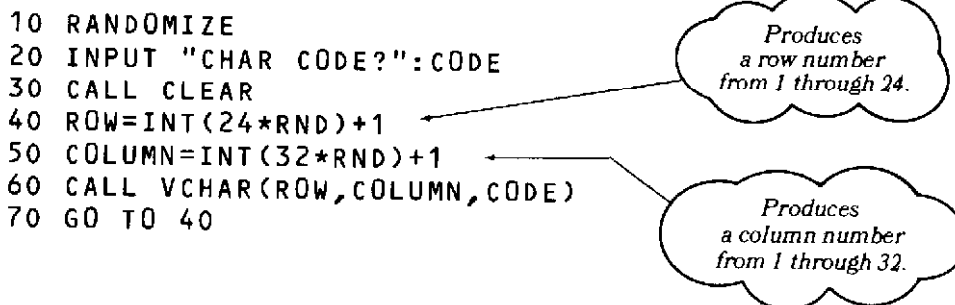 10 RANDOMIZE
20 INPUT "CHAR CODE?":CODE
30 CALL CLEAR
40 ROW=INT(24*RND)+1
50 COLUMN=INT(32*RND)+1
60 CALL VCHAR(ROW,COLUMN,CODE)
70 GO TO 40
Produces
a row number
from 1 through 24.
Produces
a column number
from 1 through 32.